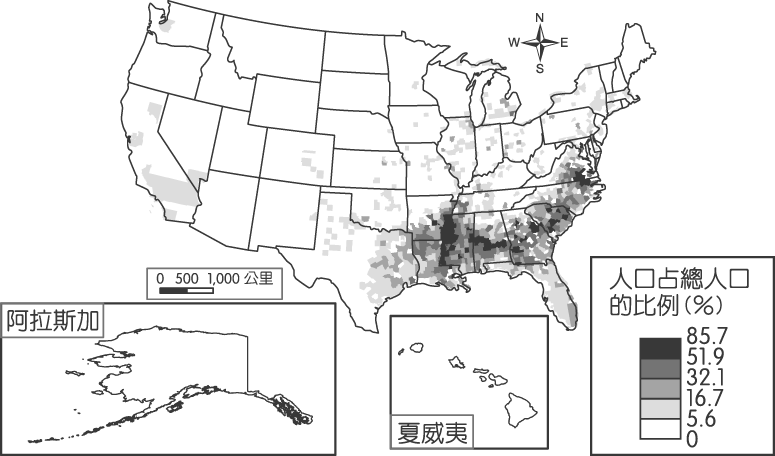 N
W E
S
0 500 1,000 公里
阿拉斯加
夏威夷
人口占總人口
的比例(%)
85.7
51.9
32.1
16.7
5.6
0